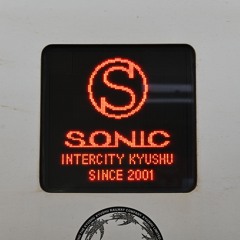 S
SONIC
INTERCITY KYUSHU
SINCE 2001